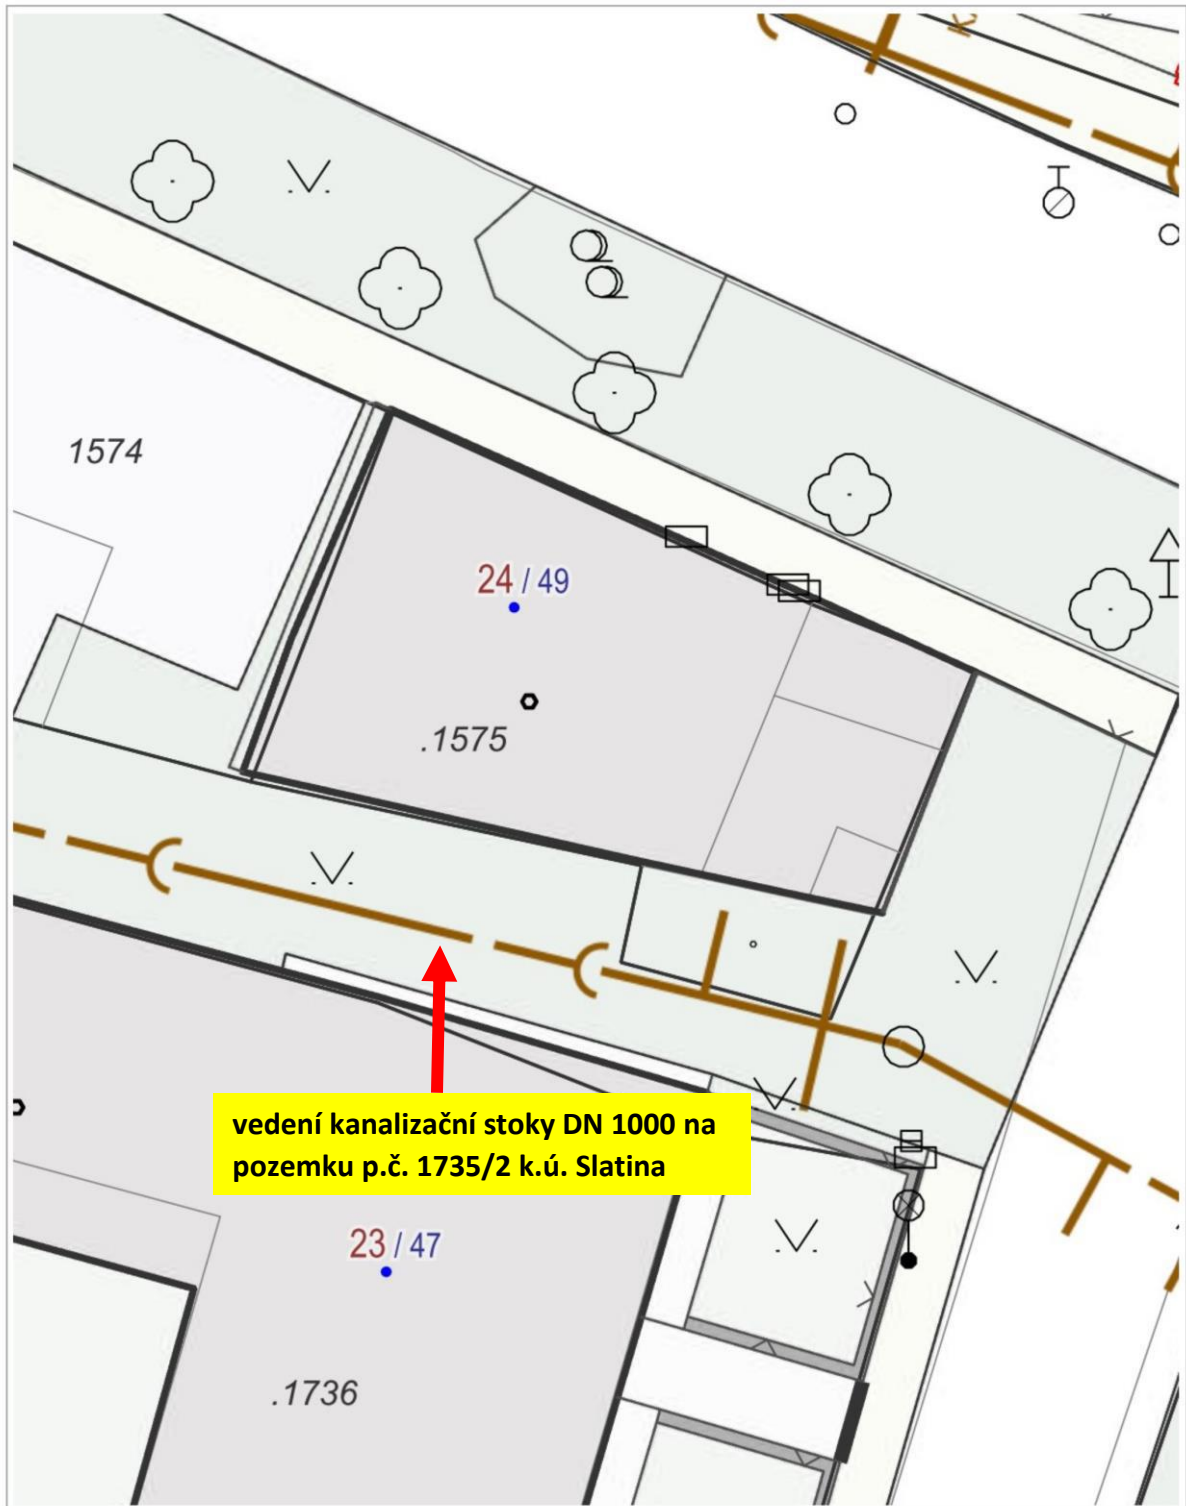 1574
24 / 49
.1575
vedení kanalizační stoky DN 1000 na
pozemku p.č. 1735/2 k.ú. Slatina
23 / 47
.1736